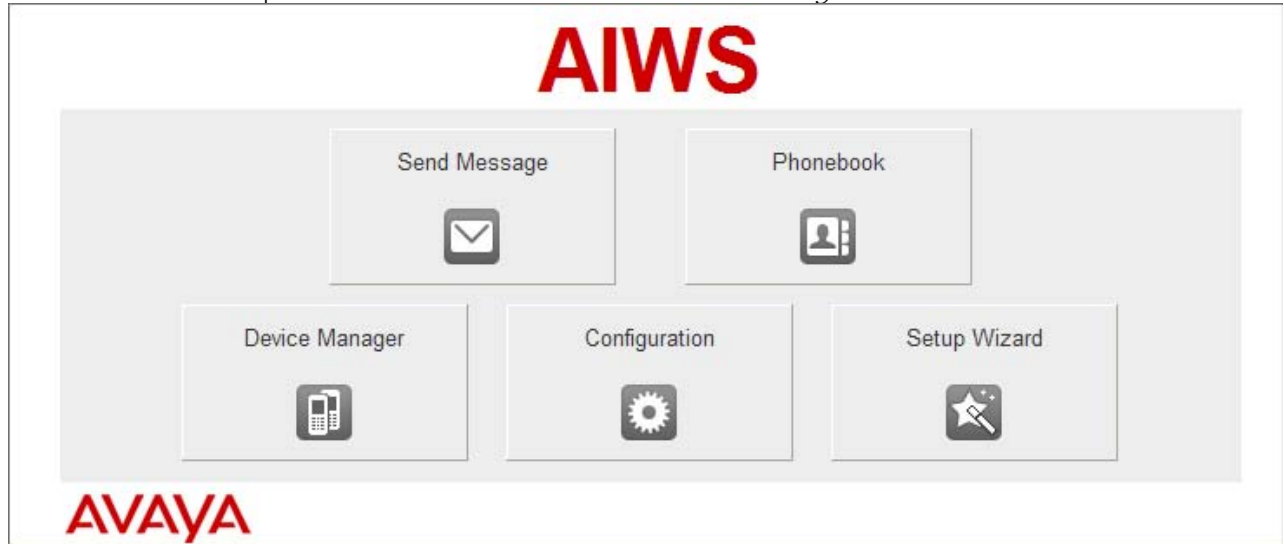 AIWS
Send Message
Phonebook
Device Manager
Configuration
Setup Wizard
AVAYA